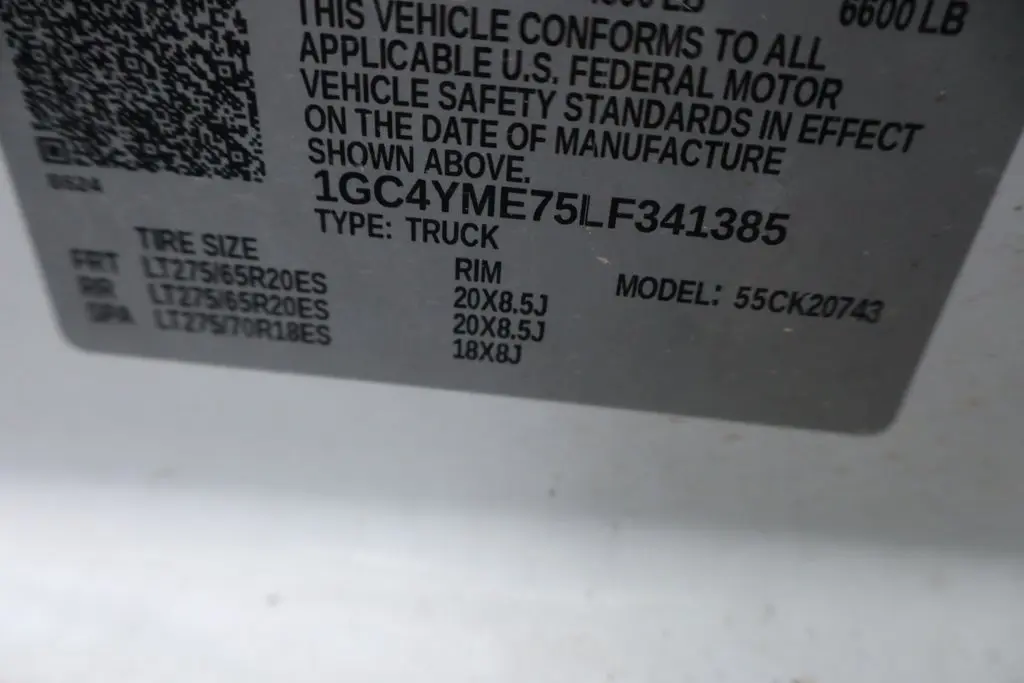 6600 LB
THIS VEHICLE CONFORMS TO ALL
APPLICABLE U.S. FEDERAL MOTOR
VEHICLE SAFETY STANDARDS IN EFFECT
ON THE DATE OF MANUFACTURE
SHOWN ABOVE.
1GC4YME75LF341385
TYPE: TRUCK
TIRE SIZE RIM MODEL: 55CK20743
FRT LT275/65R20ES 20X8.5J
RR LT275/65R20ES 20X8.5J
SPA LT275/70R18ES 18X8J